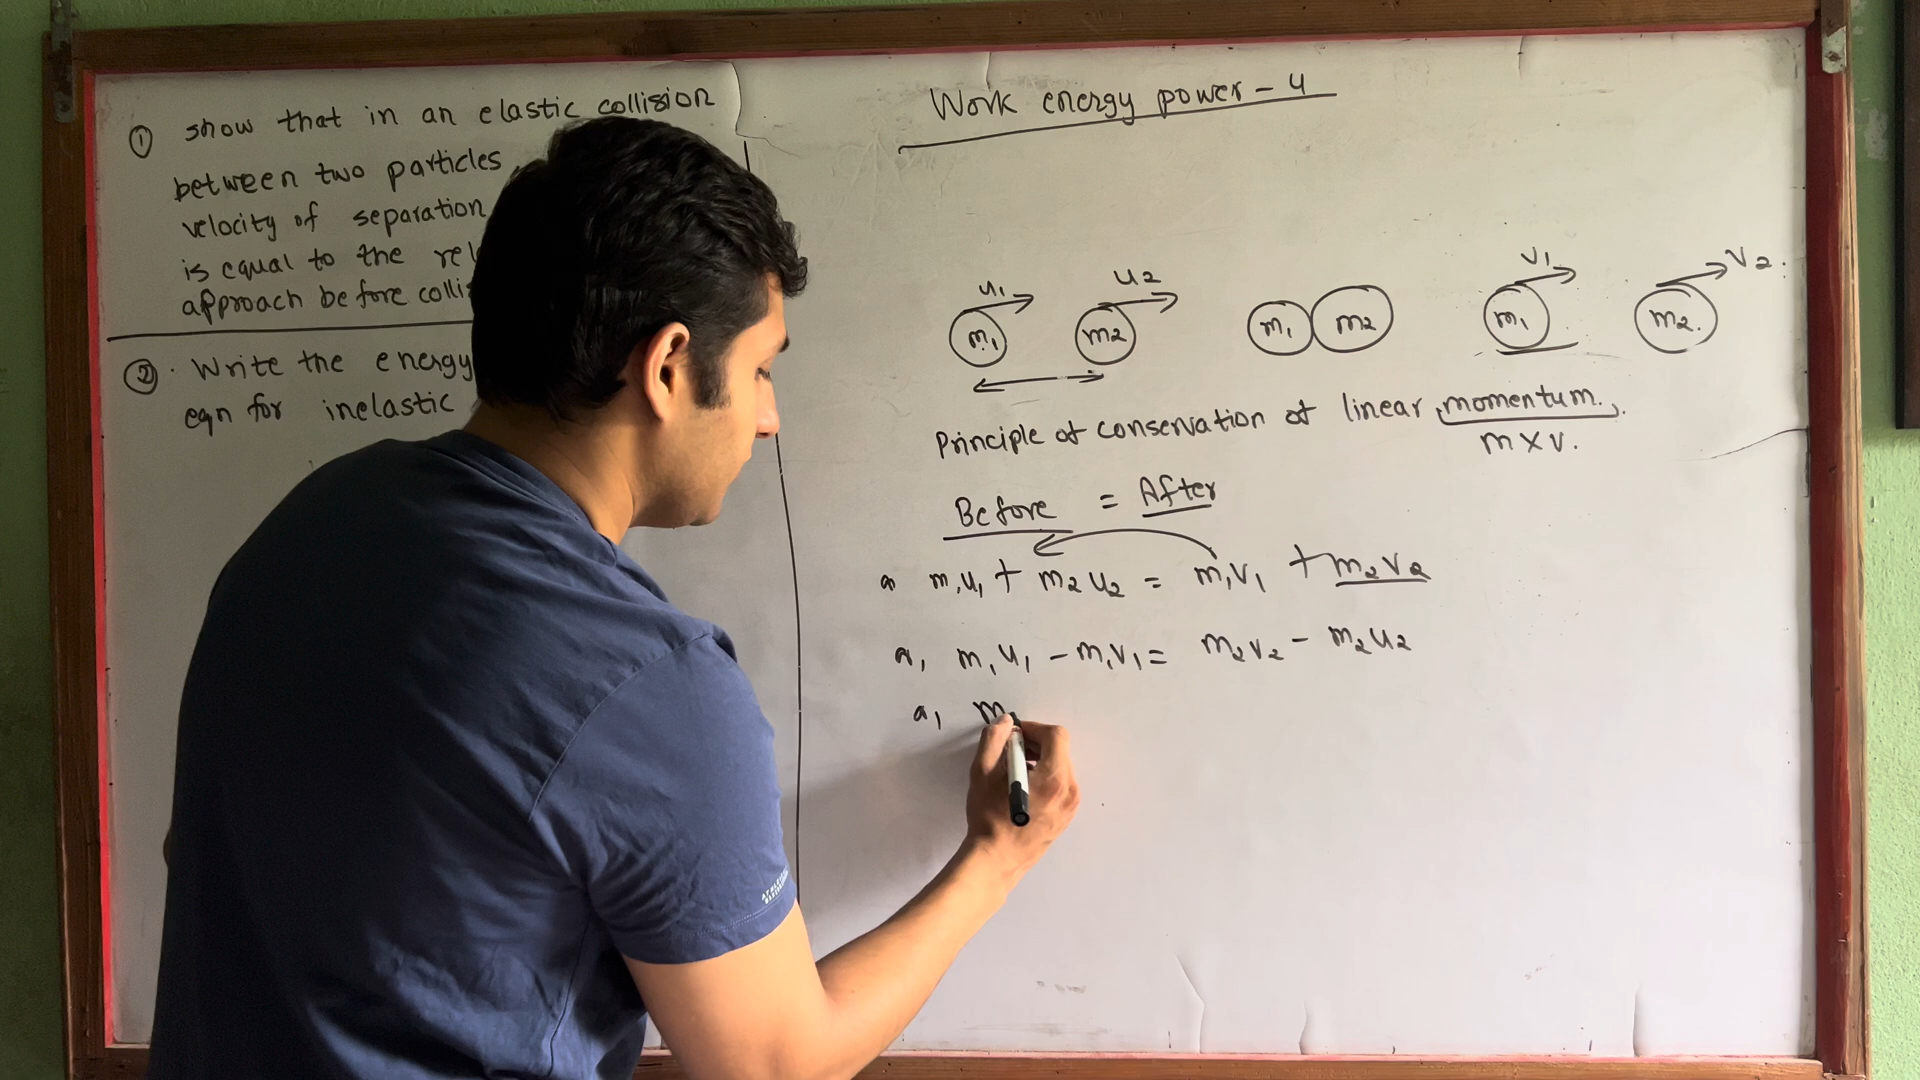 ① show that in an elastic collision
between two particles
velocity of separation
is equal to the rel
approach before collis
② . Write the energy
eqn for inelastic
Work energy power - 4
u₁
u₂
v₁
v₂.
m₁
m₂
m₁
m₂
m₁
m₂.
Principle of conservation of linear momentum.
m x v.
Before = After
m₁u₁ + m₂u₂ = m₁v₁ + m₂v₂
m₁u₁ - m₁v₁ = m₂v₂ - m₂u₂
m